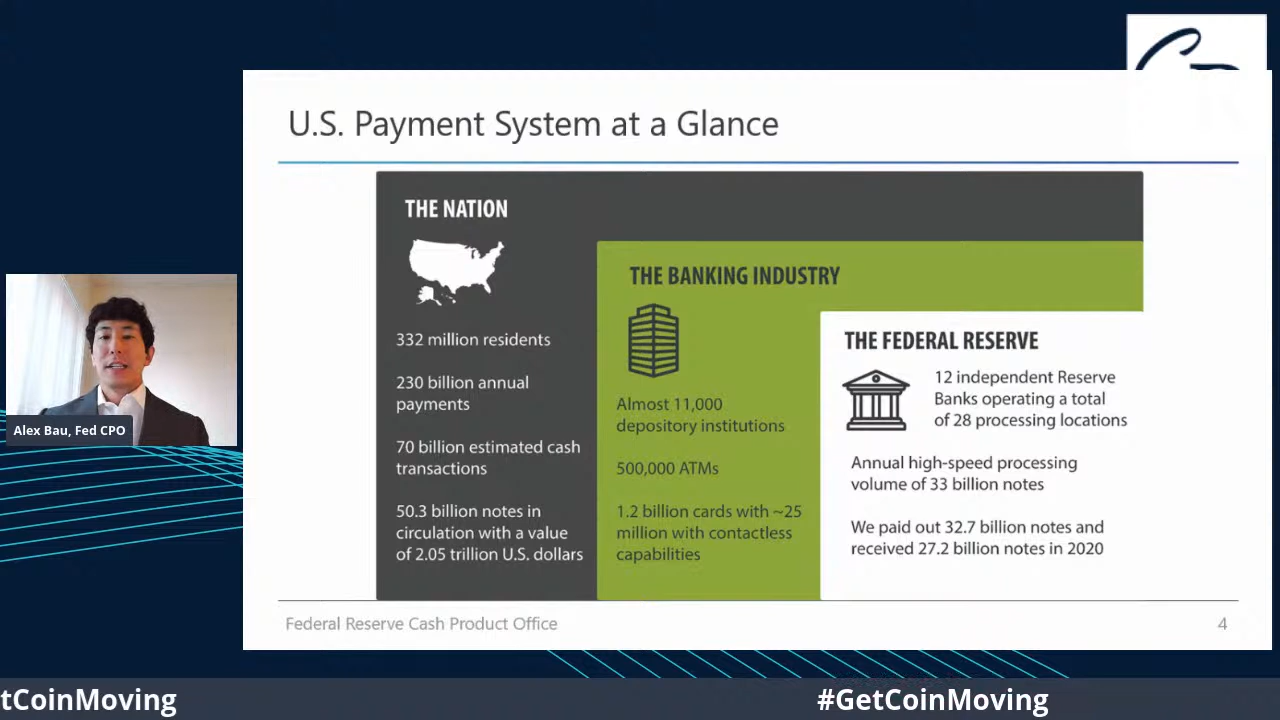 U.S. Payment System at a Glance
THE NATION
332 million residents
230 billion annual
payments
70 billion estimated cash
transactions
50.3 billion notes in
circulation with a value
of 2.05 trillion U.S. dollars
THE BANKING INDUSTRY
Almost 11,000
depository institutions
500,000 ATMs
1.2 billion cards with ~25
million with contactless
capabilities
THE FEDERAL RESERVE
12 independent Reserve
Banks operating a total
of 28 processing locations
Annual high-speed processing
volume of 33 billion notes
We paid out 32.7 billion notes and
received 27.2 billion notes in 2020
Alex Bau, Fed CPO
Federal Reserve Cash Product Office
4
tCoinMoving
#GetCoinMoving